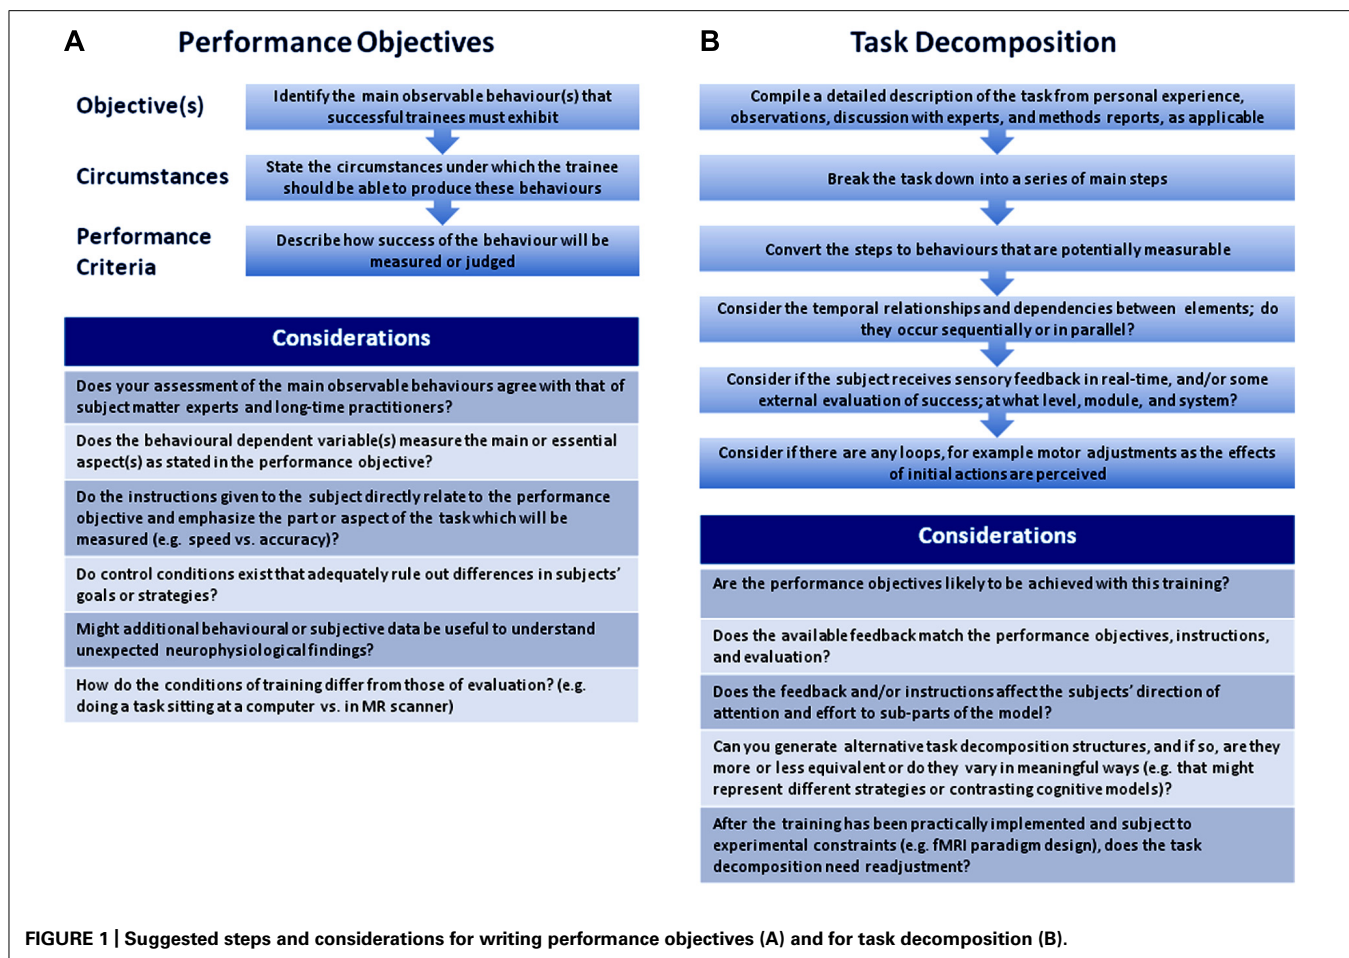 A
Performance Objectives
Objective(s)
Identify the main observable behaviour(s) that
successful trainees must exhibit
Circumstances
State the circumstances under which the trainee
should be able to produce these behaviours
Performance
Criteria
Describe how success of the behaviour will be
measured or judged
Considerations
Does your assessment of the main observable behaviours agree with that of
subject matter experts and long-time practitioners?
Does the behavioural dependent variable(s) measure the main or essential
aspect(s) as stated in the performance objective?
Do the instructions given to the subject directly relate to the performance
objective and emphasize the part or aspect of the task which will be
measured (e.g. speed vs. accuracy)?
Do control conditions exist that adequately rule out differences in subjects’
goals or strategies?
Might additional behavioural or subjective data be useful to understand
unexpected neurophysiological findings?
How do the conditions of training differ from those of evaluation? (e.g.
doing a task sitting at a computer vs. in MR scanner)
B
Task Decomposition
Compile a detailed description of the task from personal experience,
observations, discussion with experts, and methods reports, as applicable
Break the task down into a series of main steps
Convert the steps to behaviours that are potentially measurable
Consider the temporal relationships and dependencies between elements; do
they occur sequentially or in parallel?
Consider if the subject receives sensory feedback in real-time, and/or some
external evaluation of success; at what level, module, and system?
Consider if there are any loops, for example motor adjustments as the effects
of initial actions are perceived
Considerations
Are the performance objectives likely to be achieved with this training?
Does the available feedback match the performance objectives, instructions,
and evaluation?
Does the feedback and/or instructions affect the subjects’ direction of
attention and effort to sub-parts of the model?
Can you generate alternative task decomposition structures, and if so, are they
more or less equivalent or do they vary in meaningful ways (e.g. that might
represent different strategies or contrasting cognitive models)?
After the training has been practically implemented and subject to
experimental constraints (e.g. fMRI paradigm design), does the task
decomposition need readjustment?
FIGURE 1 | Suggested steps and considerations for writing performance objectives (A) and for task decomposition (B).